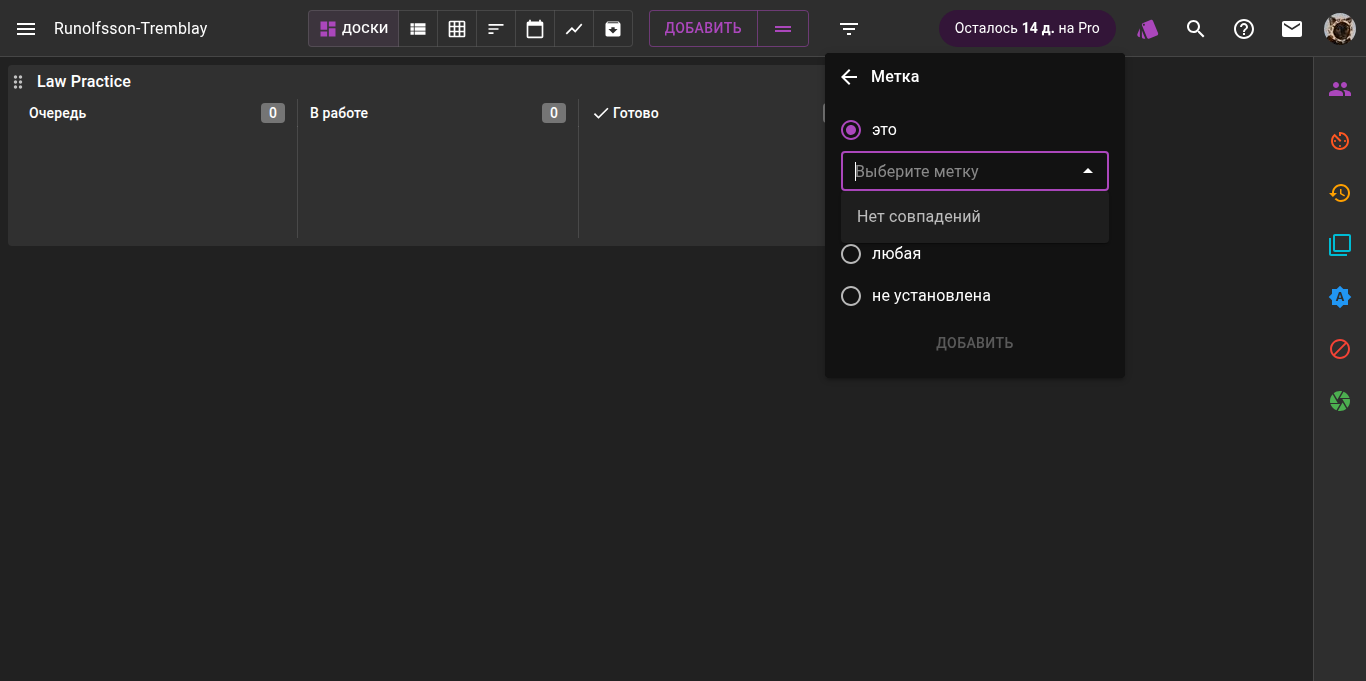 Runolfsson-Tremblay
ДОСКИ
ДОБАВИТЬ
Осталось 14 д. на Pro
Law Practice
Очередь 0
В работе 0
Готово
Метка
это
Выберите метку
Нет совпадений
любая
не установлена
ДОБАВИТЬ
A